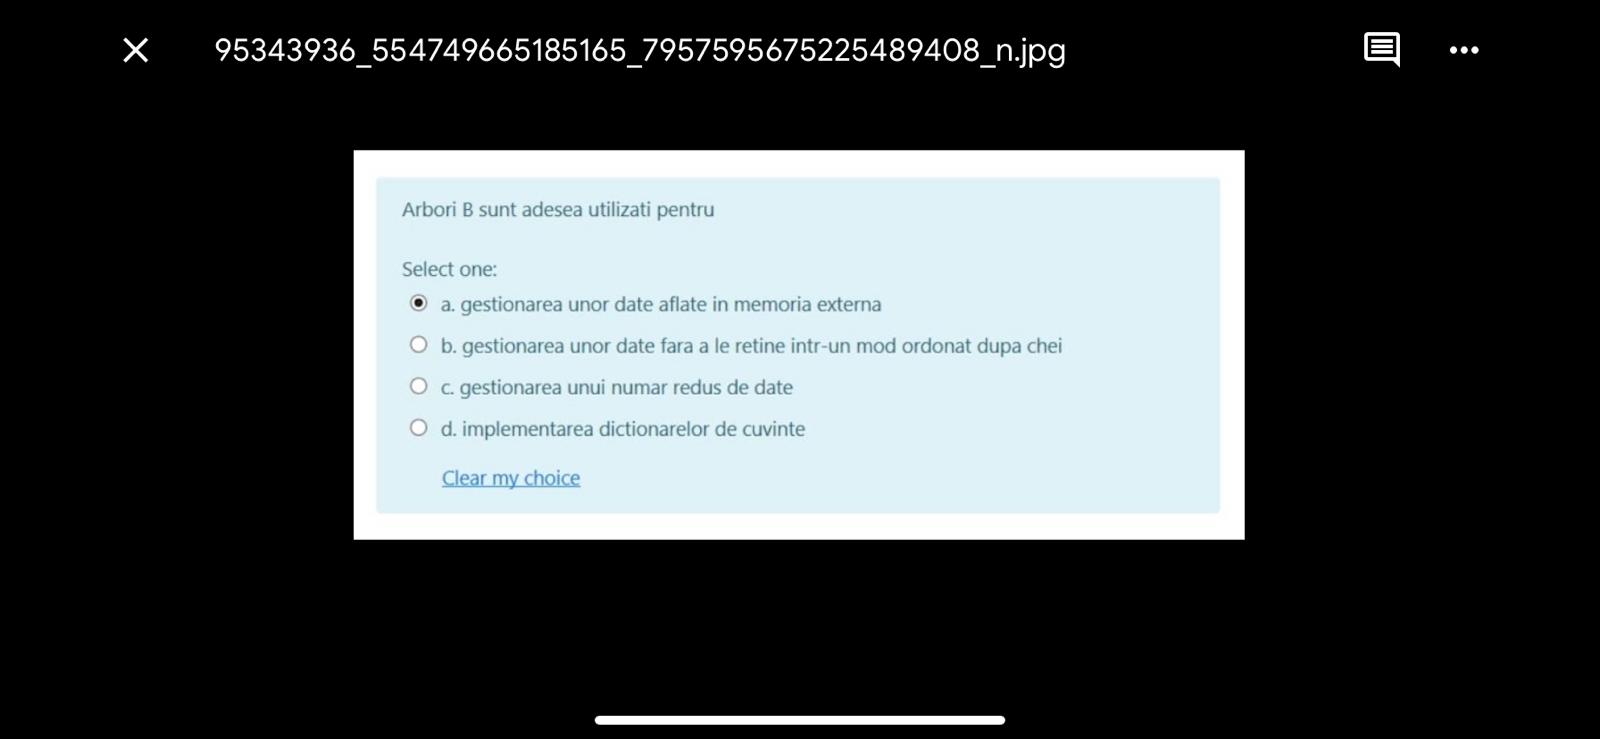 95343936_554749665185165_7957595675225489408_n.jpg
Arbori B sunt adesea utilizati pentru
Select one:
a. gestionarea unor date aflate in memoria externa
b. gestionarea unor date fara a le retine intr-un mod ordonat dupa chei
c. gestionarea unui numar redus de date
d. implementarea dictionarelor de cuvinte
Clear my choice